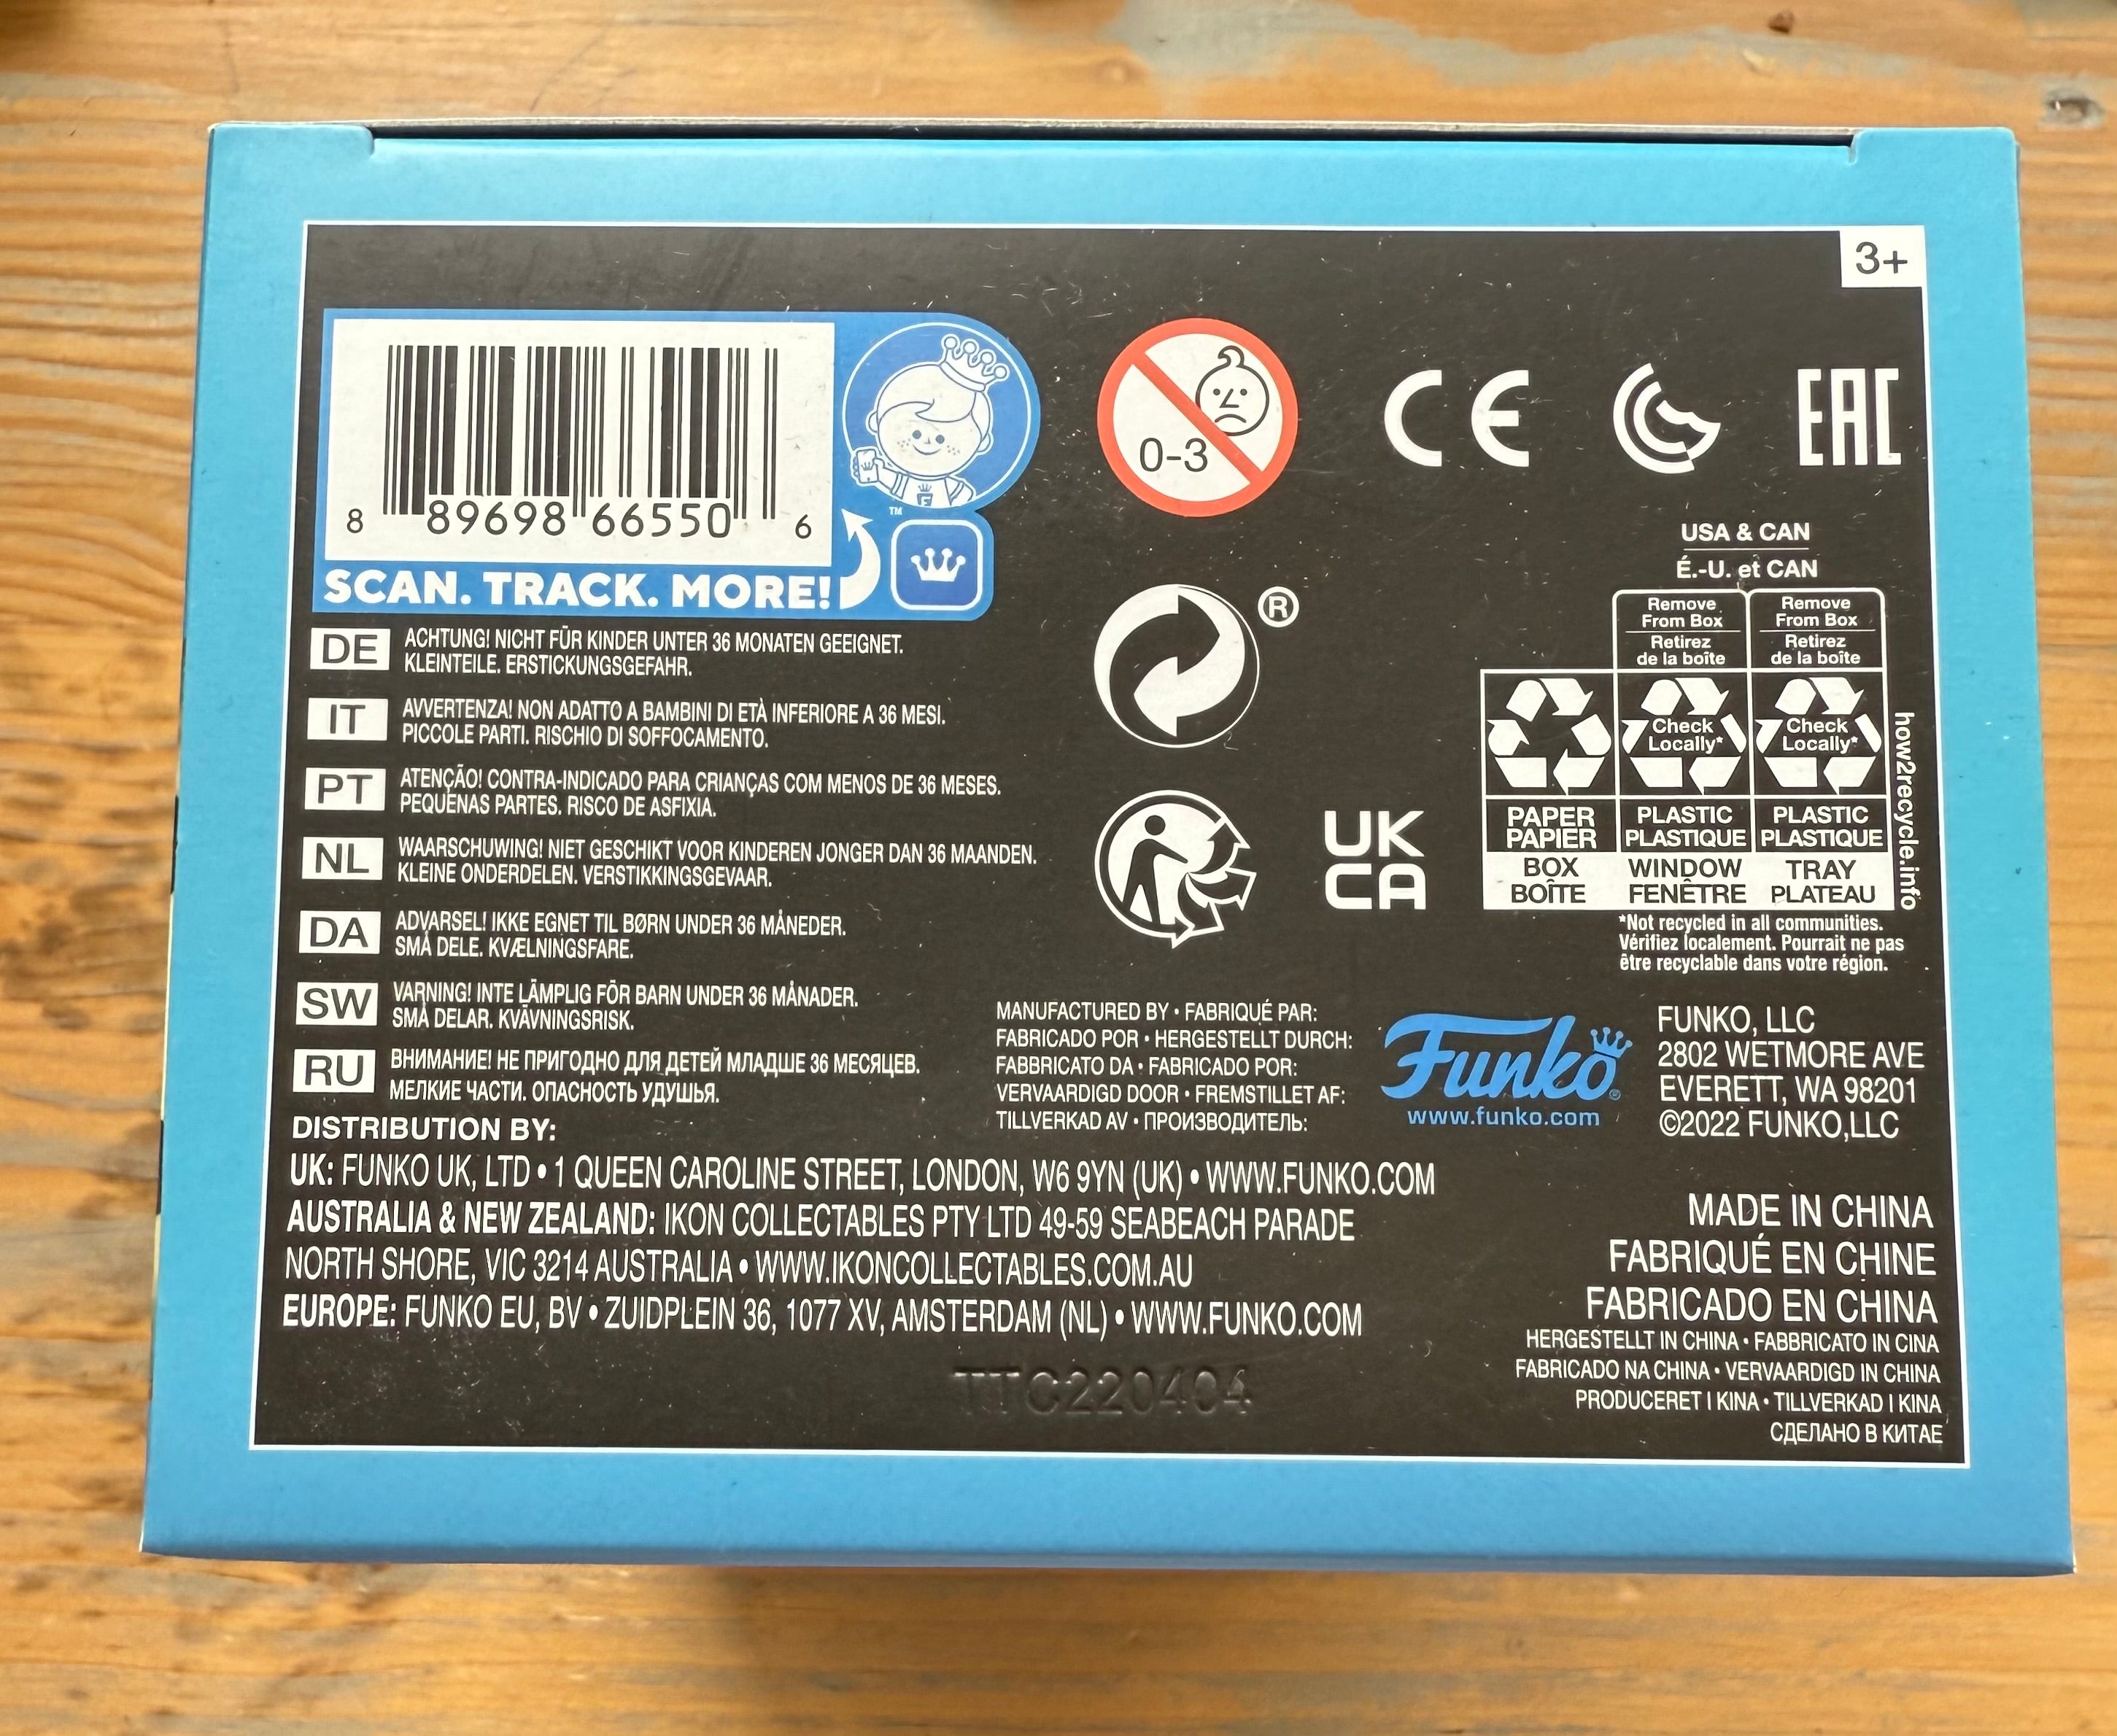 3+
8 89698 66550 6
SCAN. TRACK. MORE!
TM
0-3
CE
EAC
®
UK
CA
USA & CAN
É.-U. et CAN
Remove
From Box
Retirez
de la boîte
Remove
From Box
Retirez
de la boîte
Check
Locally*
Check
Locally*
PAPER
PAPIER
PLASTIC
PLASTIQUE
PLASTIC
PLASTIQUE
BOX
BOÎTE
WINDOW
FENÊTRE
TRAY
PLATEAU
how2recycle.info
*Not recycled in all communities.
Vérifiez localement. Pourrait ne pas
être recyclable dans votre région.
DE ACHTUNG! NICHT FÜR KINDER UNTER 36 MONATEN GEEIGNET.
KLEINTEILE. ERSTICKUNGSGEFAHR.
IT AVVERTENZA! NON ADATTO A BAMBINI DI ETÀ INFERIORE A 36 MESI.
PICCOLE PARTI. RISCHIO DI SOFFOCAMENTO.
PT ATENÇÃO! CONTRA-INDICADO PARA CRIANÇAS COM MENOS DE 36 MESES.
PEQUENAS PARTES. RISCO DE ASFIXIA.
NL WAARSCHUWING! NIET GESCHIKT VOOR KINDEREN JONGER DAN 36 MAANDEN.
KLEINE ONDERDELEN. VERSTIKKINGSGEVAAR.
DA ADVARSEL! IKKE EGNET TIL BØRN UNDER 36 MÅNEDER.
SMÅ DELE. KVÆLNINGSFARE.
SW VARNING! INTE LÄMPLIG FÖR BARN UNDER 36 MÅNADER.
SMÅ DELAR. KVÄVNINGSRISK.
RU ВНИМАНИЕ! НЕ ПРИГОДНО ДЛЯ ДЕТЕЙ МЛАДШЕ 36 МЕСЯЦЕВ.
МЕЛКИЕ ЧАСТИ. ОПАСНОСТЬ УДУШЬЯ.
MANUFACTURED BY • FABRIQUÉ PAR:
FABRICADO POR • HERGESTELLT DURCH:
FABBRICATO DA • FABRICADO POR:
VERVAARDIGD DOOR • FREMSTILLET AF:
TILLVERKAD AV • ПРОИЗВОДИТЕЛЬ:
Funko®
www.funko.com
FUNKO, LLC
2802 WETMORE AVE
EVERETT, WA 98201
©2022 FUNKO,LLC
DISTRIBUTION BY:
UK: FUNKO UK, LTD • 1 QUEEN CAROLINE STREET, LONDON, W6 9YN (UK) • WWW.FUNKO.COM
AUSTRALIA & NEW ZEALAND: IKON COLLECTABLES PTY LTD 49-59 SEABEACH PARADE
NORTH SHORE, VIC 3214 AUSTRALIA • WWW.IKONCOLLECTABLES.COM.AU
EUROPE: FUNKO EU, BV • ZUIDPLEIN 36, 1077 XV, AMSTERDAM (NL) • WWW.FUNKO.COM
MADE IN CHINA
FABRIQUÉ EN CHINE
FABRICADO EN CHINA
HERGESTELLT IN CHINA • FABBRICATO IN CINA
FABRICADO NA CHINA • VERVAARDIGD IN CHINA
PRODUCERET I KINA • TILLVERKAD I KINA
СДЕЛАНО В КИТАЕ
TTC220404